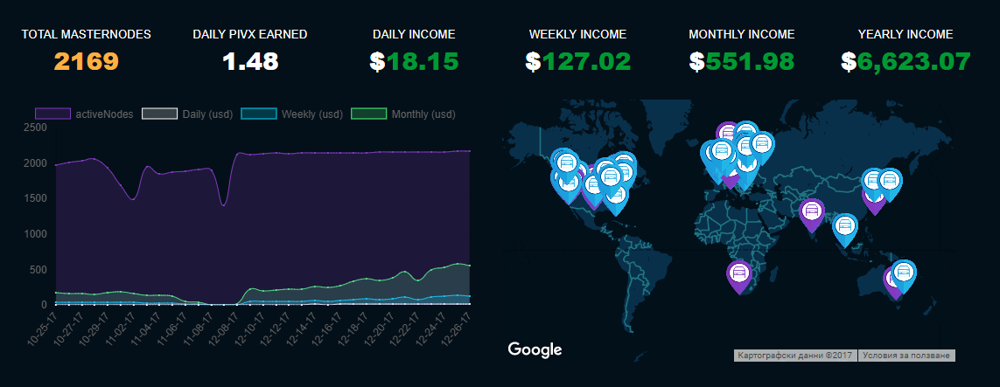 TOTAL MASTERNODES
2169
DAILY PIVX EARNED
1.48
DAILY INCOME
$18.15
WEEKLY INCOME
$127.02
MONTHLY INCOME
$551.98
YEARLY INCOME
$6,623.07
activeNodes Daily (usd) Weekly (usd) Monthly (usd)
2500
2000
1500
1000
500
0
10-25-17 10-27-17 10-29-17 11-02-17 11-04-17 11-06-17 11-08-17 12-08-17 12-10-17 12-12-17 12-14-17 12-16-17 12-18-17 12-20-17 12-22-17 12-24-17 12-26-17
Google
Картографски данни ©2017 Условия за ползване